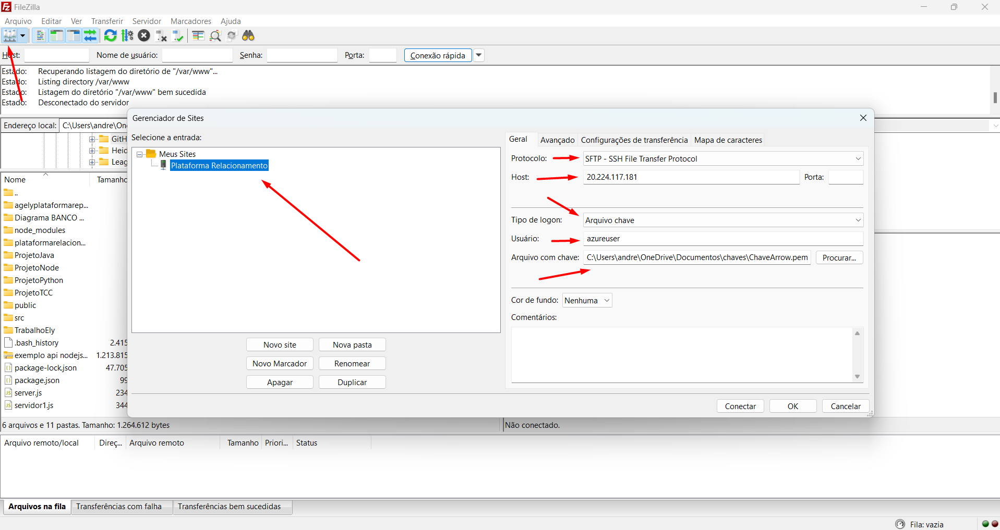 FileZilla
Arquivo Editar Ver Transferir Servidor Marcadores Ajuda
Host: Nome de usuário: Senha: Porta: Conexão rápida
Estado: Recuperando listagem do diretório de "/var/www"...
Estado: Listing directory /var/www
Estado: Listagem do diretório "/var/www" bem sucedida
Estado: Desconectado do servidor
Endereço local: C:\Users\andre\On
GitH
Heid
Leag
Nome Tamanho
..
agelyplataformarep...
Diagrama BANCO ...
node_modules
plataformarelacion...
ProjetoJava
ProjetoNode
ProjetoPython
ProjetoTCC
public
src
TrabalhoEly
.bash_history 2.415
exemplo api nodejs... 1.213.815
package-lock.json 47.705
package.json 99
server.js 234
servidor1.js 344
6 arquivos e 11 pastas. Tamanho: 1.264.612 bytes
Gerenciador de Sites
Selecione a entrada:
Meus Sites
Plataforma Relacionamento
Novo site Nova pasta
Novo Marcador Renomear
Apagar Duplicar
Geral Avançado Configurações de transferência Mapa de caracteres
Protocolo: SFTP - SSH File Transfer Protocol
Host: 20.224.117.181 Porta:
Tipo de logon: Arquivo chave
Usuário: azureuser
Arquivo com chave: C:\Users\andre\OneDrive\Documentos\chaves\ChaveArrow.pem Procurar...
Cor de fundo: Nenhuma
Comentários:
Conectar OK Cancelar
Não conectado.
Arquivo remoto/local Direç... Arquivo remoto Tamanho Priori... Status
Arquivos na fila Transferências com falha Transferências bem sucedidas
Fila: vazia